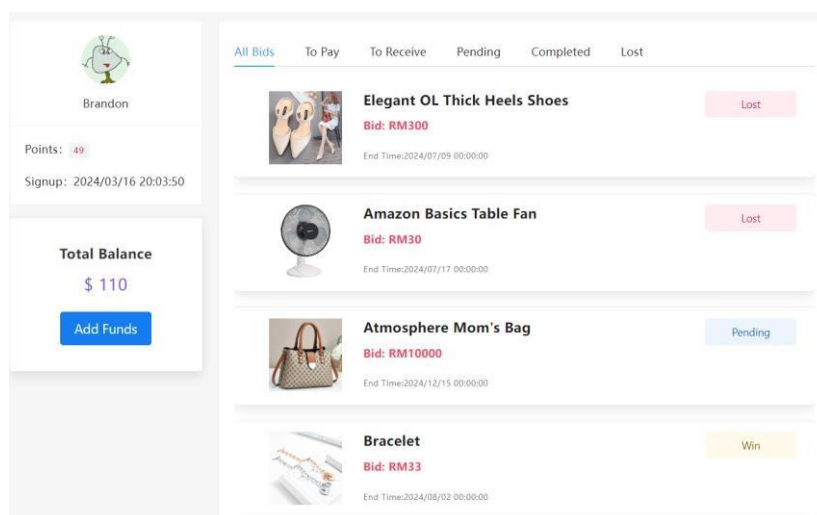 Brandon
Points: 49
Signup: 2024/03/16 20:03:50
Total Balance
$ 110
Add Funds
All Bids To Pay To Receive Pending Completed Lost
Elegant OL Thick Heels Shoes
Lost
Bid: RM300
End Time:2024/07/09 00:00:00
Amazon Basics Table Fan
Lost
Bid: RM30
End Time:2024/07/17 00:00:00
Atmosphere Mom's Bag
Pending
Bid: RM10000
End Time:2024/12/15 00:00:00
Bracelet
Win
Bid: RM33
End Time:2024/08/02 00:00:00